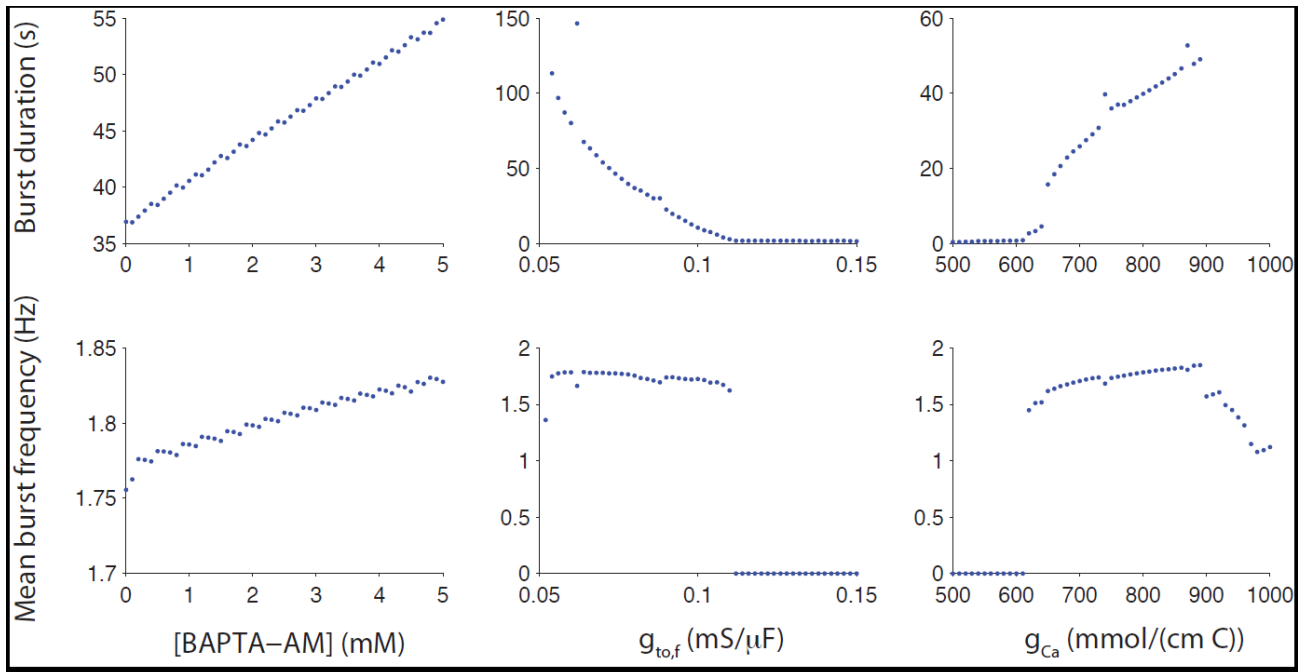 Burst duration (s)
55
50
45
40
35
0 1 2 3 4 5
150
100
50
0
0.05 0.1 0.15
60
40
20
0
500 600 700 800 900 1000
Mean burst frequency (Hz)
1.85
1.8
1.75
1.7
0 1 2 3 4 5
[BAPTA–AM] (mM)
2
1.5
1
0.5
0
0.05 0.1 0.15
g_to,f (mS/μF)
2
1.5
1
0.5
0
500 600 700 800 900 1000
g_Ca (mmol/(cm C))